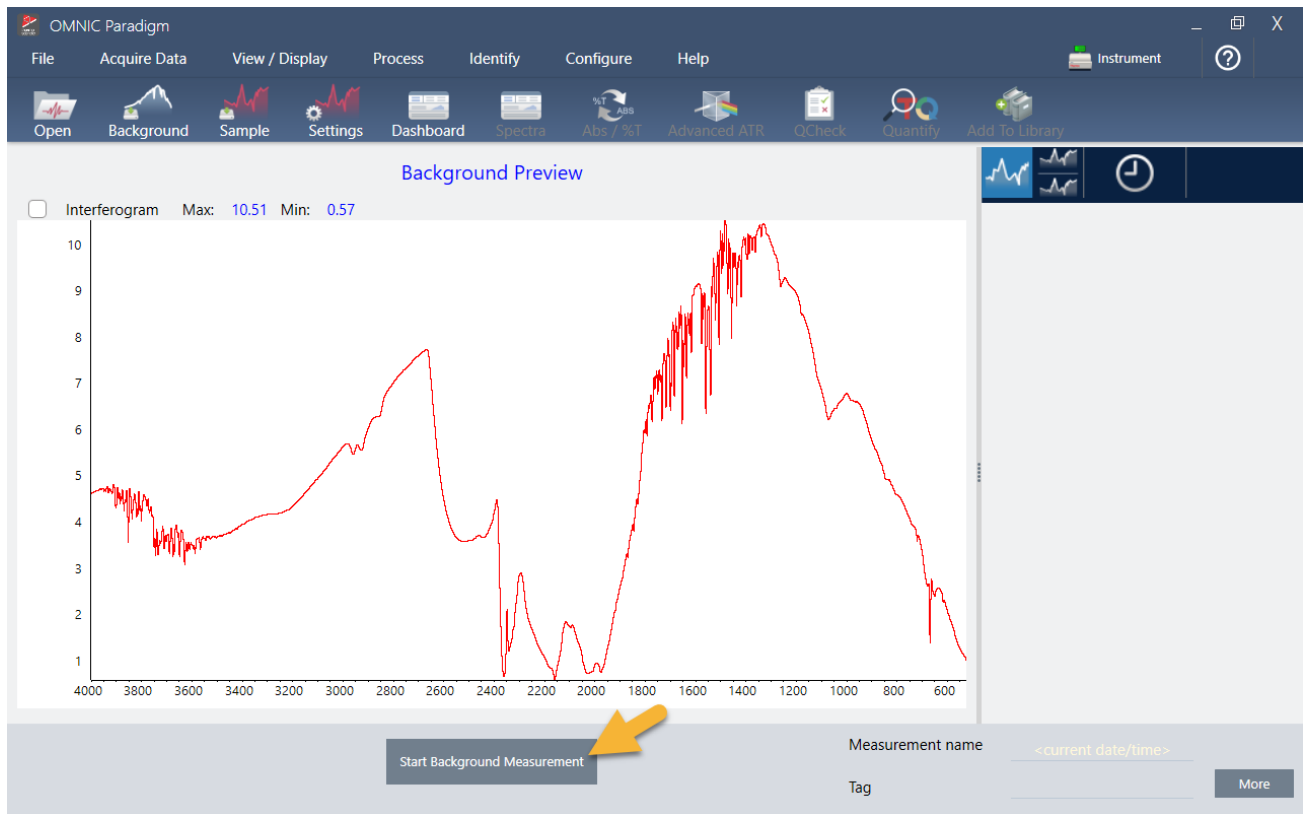 OMNIC Paradigm
File Acquire Data View / Display Process Identify Configure Help Instrument
Open Background Sample Settings Dashboard Spectra Abs / %T Advanced ATR QCheck Quantify Add To Library
%T ABS
Background Preview
Interferogram Max: 10.51 Min: 0.57
10
9
8
7
6
5
4
3
2
1
4000 3800 3600 3400 3200 3000 2800 2600 2400 2200 2000 1800 1600 1400 1200 1000 800 600
Start Background Measurement
Measurement name <current date/time>
Tag
More